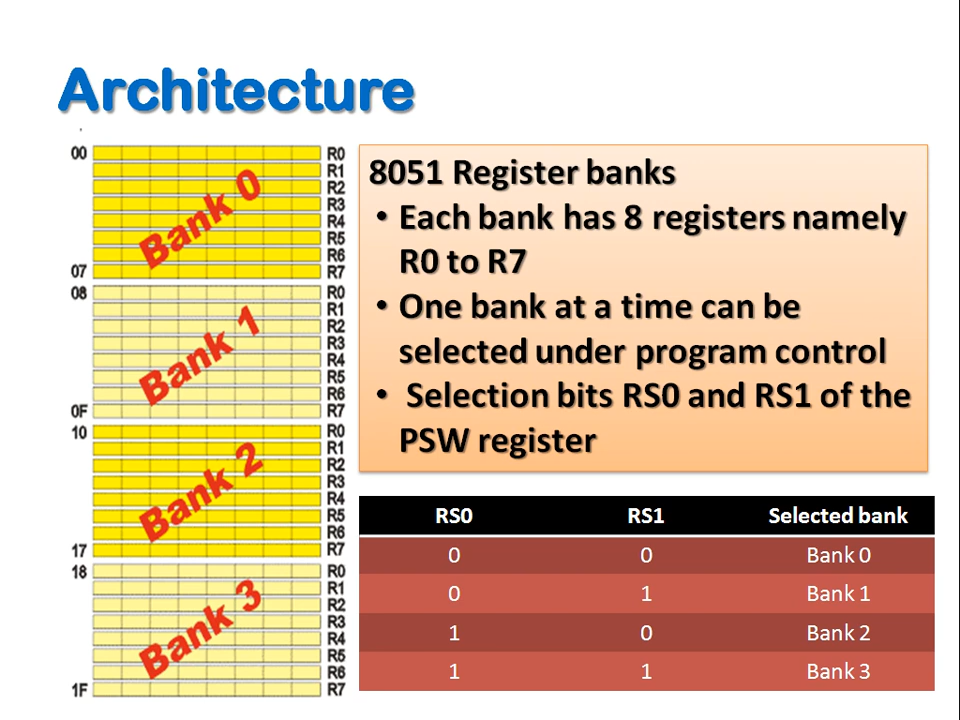 Architecture
00 R0
R1
R2
R3
R4
R5
R6
07 R7
Bank 0
08 R0
R1
R2
R3
R4
R5
R6
0F R7
Bank 1
10 R0
R1
R2
R3
R4
R5
R6
17 R7
Bank 2
18 R0
R1
R2
R3
R4
R5
R6
1F R7
Bank 3
8051 Register banks
• Each bank has 8 registers namely
R0 to R7
• One bank at a time can be
selected under program control
• Selection bits RS0 and RS1 of the
PSW register
RS0 RS1 Selected bank
0 0 Bank 0
0 1 Bank 1
1 0 Bank 2
1 1 Bank 3